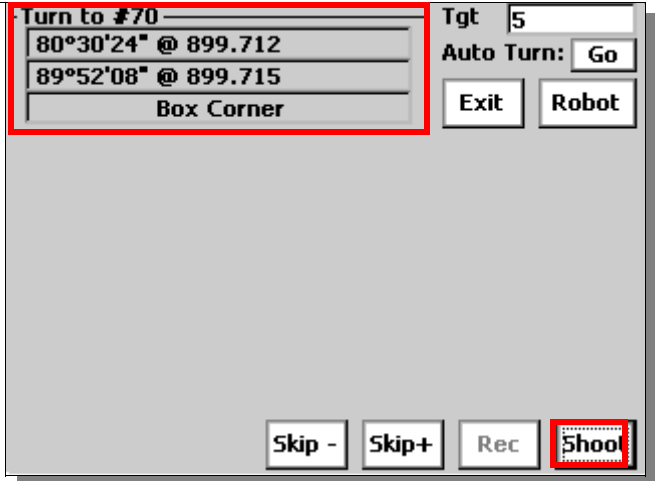 Turn to #70
80°30'24" @ 899.712
89°52'08" @ 899.715
Box Corner
Tgt 5
Auto Turn: Go
Exit Robot
Skip - Skip+ Rec Shoot